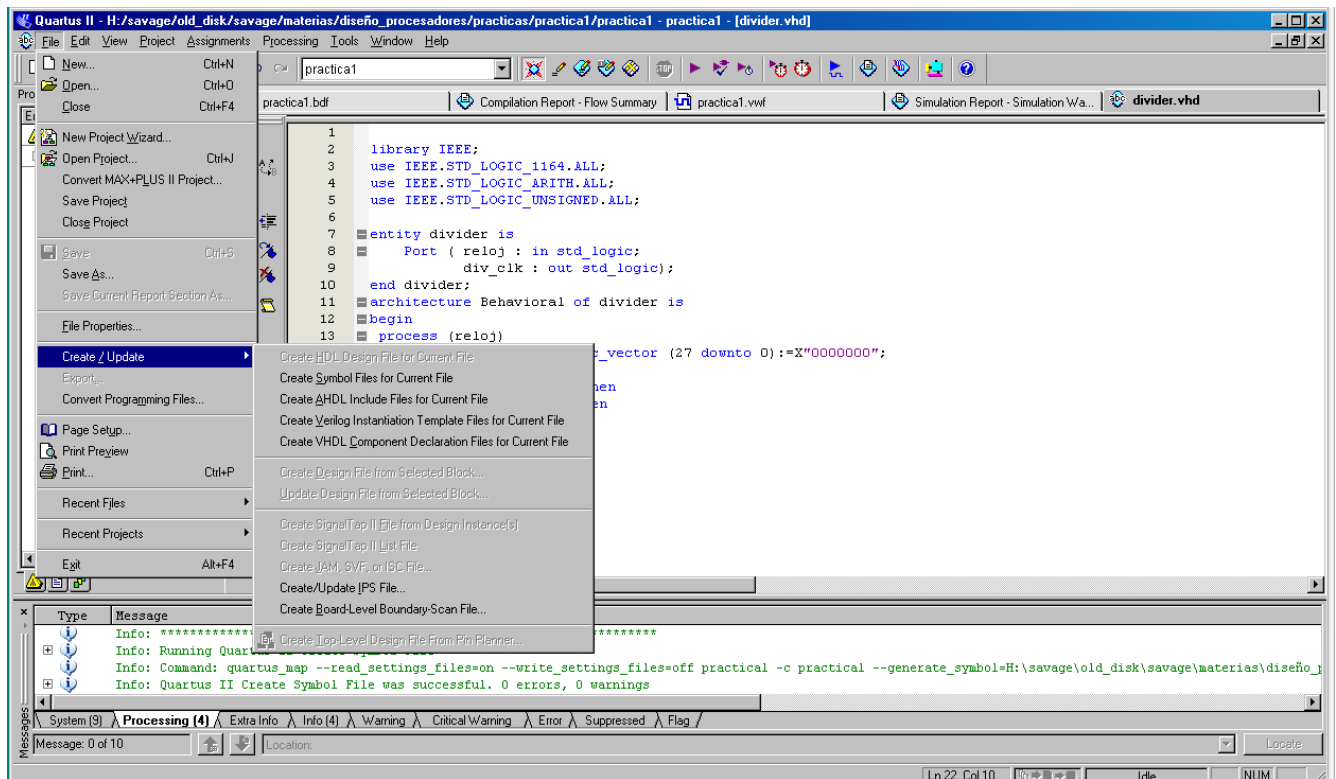 Quartus II - H:/savage/old_disk/savage/materias/diseño_procesadores/practicas/practica1/practica1 - practica1 - [divider.vhd]
File Edit View Project Assignments Processing Tools Window Help
New... Ctrl+N
Open... Ctrl+O
Close Ctrl+F4
New Project Wizard...
Open Project... Ctrl+J
Convert MAX+PLUS II Project...
Save Project
Close Project
Save Ctrl+S
Save As...
Save Current Report Section As...
File Properties...
Create / Update
Export...
Convert Programming Files...
Page Setup...
Print Preview
Print... Ctrl+P
Recent Files
Recent Projects
Exit Alt+F4
practica1
STOP
practica1.bdf Compilation Report - Flow Summary practica1.vwf Simulation Report - Simulation Wa... divider.vhd
1
2 library IEEE;
3 use IEEE.STD_LOGIC_1164.ALL;
4 use IEEE.STD_LOGIC_ARITH.ALL;
5 use IEEE.STD_LOGIC_UNSIGNED.ALL;
6
7 entity divider is
8 Port ( reloj : in std_logic;
9 div_clk : out std_logic);
10 end divider;
11 architecture Behavioral of divider is
12 begin
13 process (reloj)
c_vector (27 downto 0):=X"0000000";
Create HDL Design File for Current File
Create Symbol Files for Current File
Create AHDL Include Files for Current File
Create Verilog Instantiation Template Files for Current File
Create VHDL Component Declaration Files for Current File
Create Design File from Selected Block...
Update Design File from Selected Block...
Create SignalTap II File from Design Instance(s)
Create SignalTap II List File
Create JAM, SVF, or ISC File...
Create/Update IPS File...
Create Board-Level Boundary-Scan File...
Create Top-Level Design File From Pin Planner...
Type Message
Info: ************ *********
Info: Running Quar
Info: Command: quartus_map --read_settings_files=on --write_settings_files=off practica1 -c practica1 --generate_symbol=H:\savage\old_disk\savage\materias\diseño_p
Info: Quartus II Create Symbol File was successful. 0 errors, 0 warnings
System (9) Processing (4) Extra Info Info (4) Warning Critical Warning Error Suppressed Flag
Messages
Message: 0 of 10 Location: Locate
Ln 22, Col 10 Idle NUM